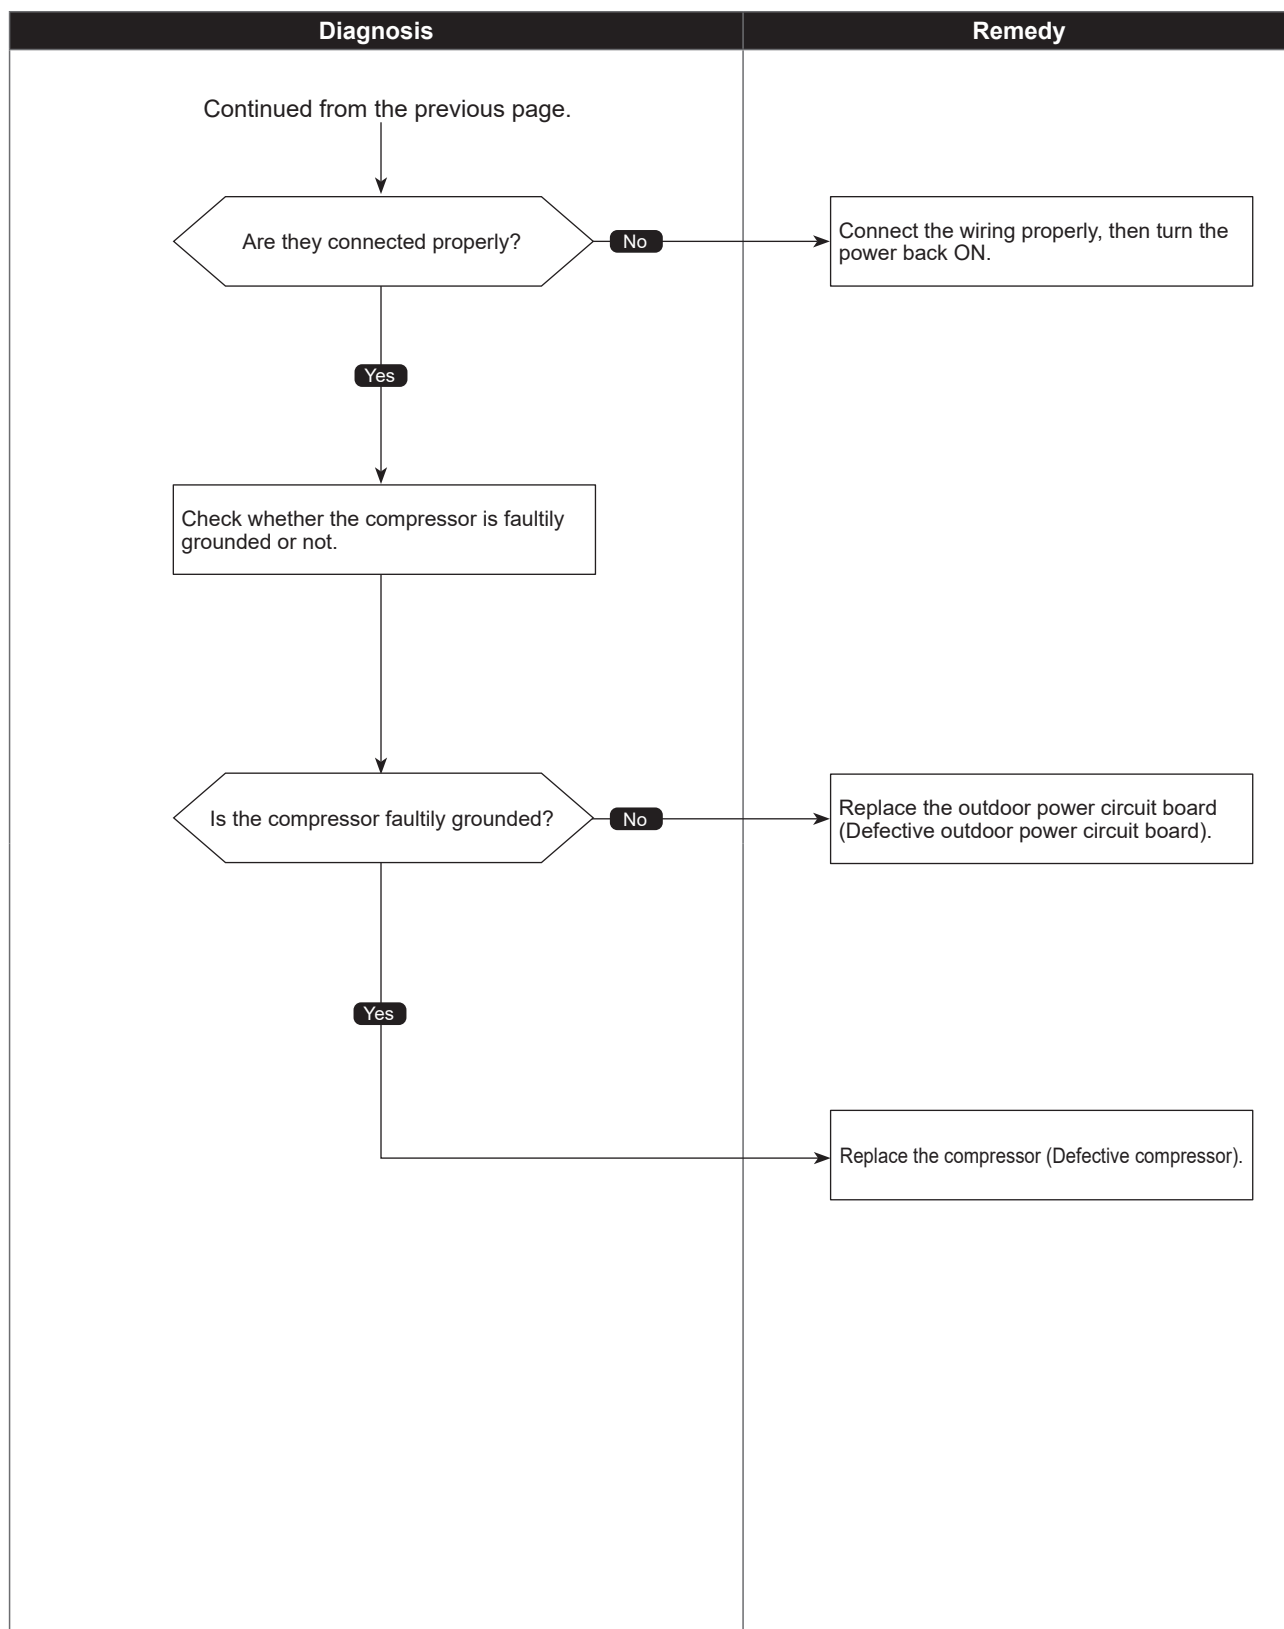 Diagnosis
Remedy
Continued from the previous page.
Are they connected properly?
No
Connect the wiring properly, then turn the
power back ON.
Yes
Check whether the compressor is faultily
grounded or not.
Is the compressor faultily grounded?
No
Replace the outdoor power circuit board
(Defective outdoor power circuit board).
Yes
Replace the compressor (Defective compressor).